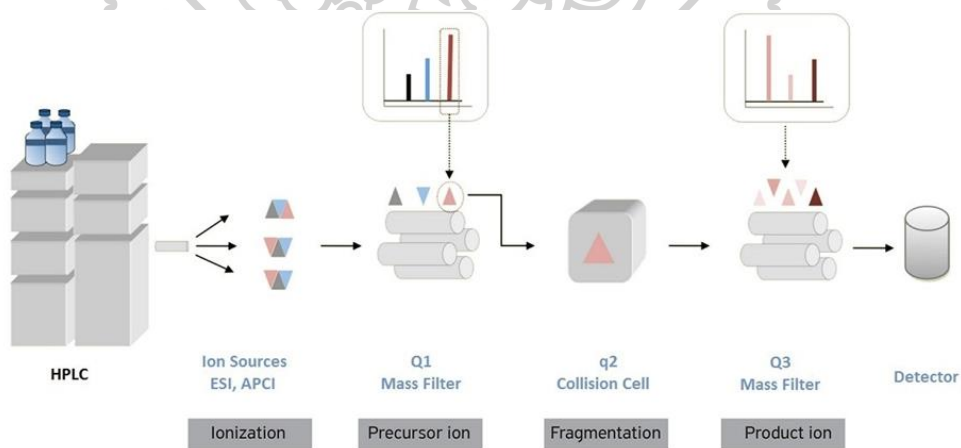 HPLC
Ion Sources
ESI, APCI
Q1
Mass Filter
q2
Collision Cell
Q3
Mass Filter
Detector
Ionization
Precursor ion
Fragmentation
Product ion